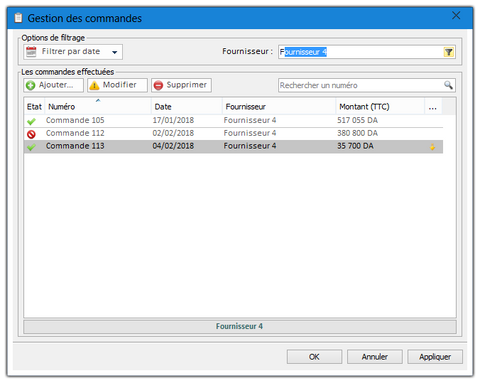 Gestion des commandes
Options de filtrage
Filtrer par date Fournisseur : Fournisseur 4
Les commandes effectuées
Ajouter... Modifier Supprimer Rechercher un numéro
Etat Numéro Date Fournisseur Montant (TTC) ...
Commande 105 17/01/2018 Fournisseur 4 517 055 DA
Commande 112 02/02/2018 Fournisseur 4 380 800 DA
Commande 113 04/02/2018 Fournisseur 4 35 700 DA
Fournisseur 4
OK Annuler Appliquer